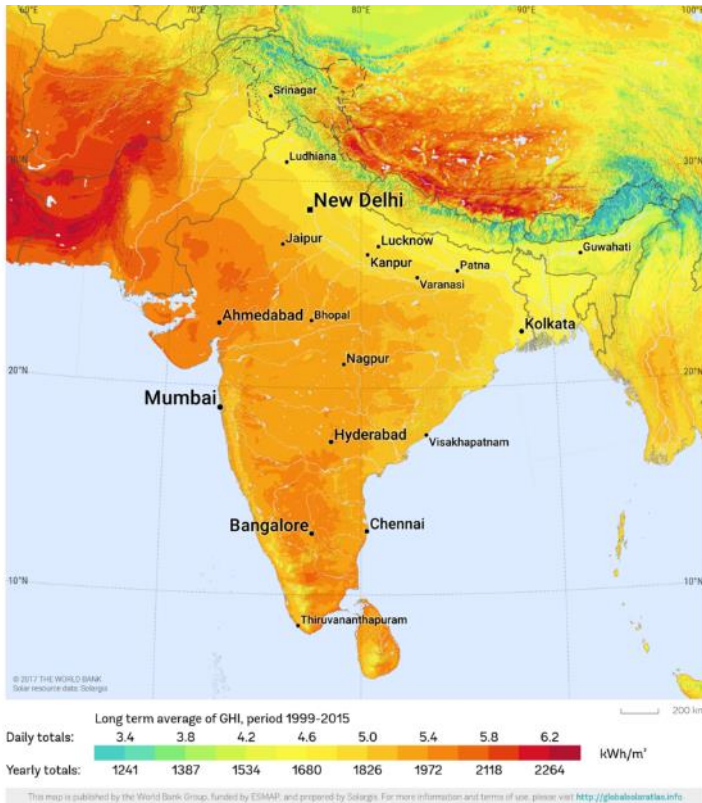 60°E 80°E 90°E 100°E
Srinagar
30°N Ludhiana 30°N
New Delhi
Jaipur Lucknow Guwahati
Kanpur Patna
Varanasi
Ahmedabad Bhopal Kolkata
Nagpur
20°N 20°N
Mumbai
Hyderabad Visakhapatnam
Bangalore Chennai
10°N 10°N
Thiruvananthapuram
© 2017 THE WORLD BANK
Solar resource data: Solargis
200 km
Long term average of GHI, period 1999-2015
Daily totals: 3.4 3.8 4.2 4.6 5.0 5.4 5.8 6.2
kWh/m²
Yearly totals: 1241 1387 1534 1680 1826 1972 2118 2264
This map is published by the World Bank Group, funded by ESMAP, and prepared by Solargis. For more information and terms of use, please visit http://globalsolaratlas.info.